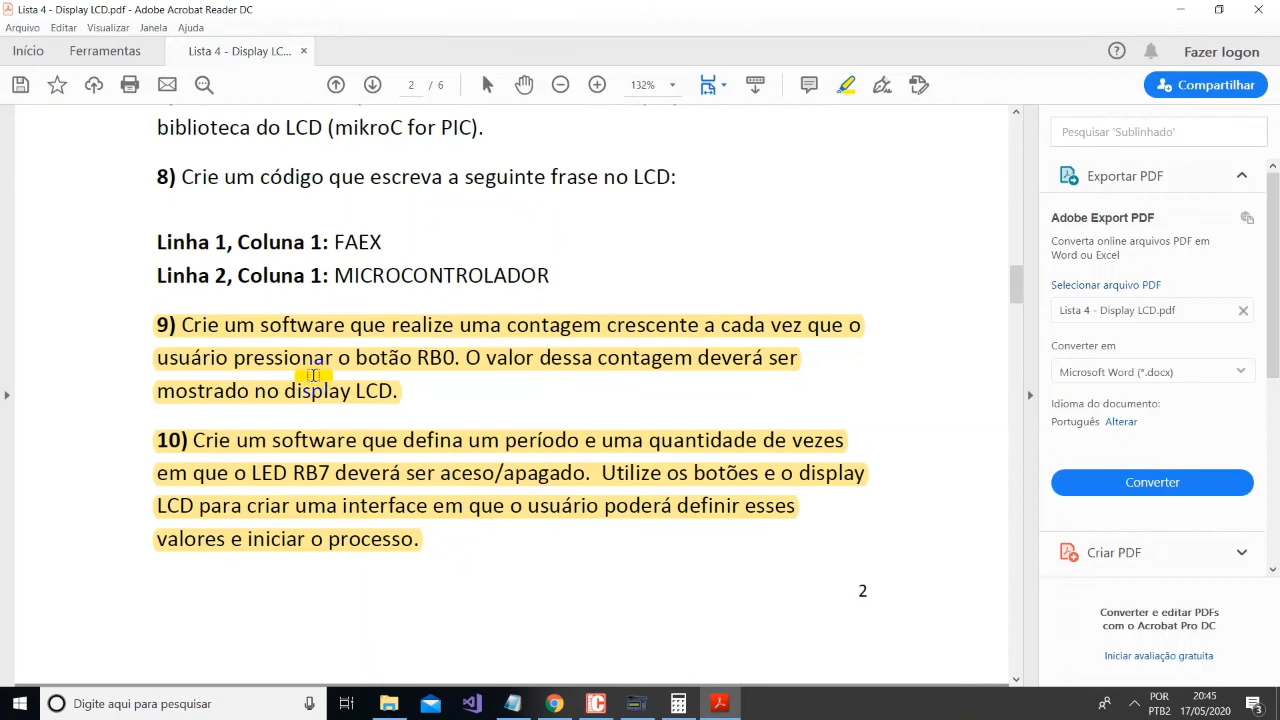 Lista 4 - Display LCD.pdf - Adobe Acrobat Reader DC
Arquivo Editar Visualizar Janela Ajuda
Início Ferramentas Lista 4 - Display LC... × Fazer logon
2 / 6 132% Compartilhar
biblioteca do LCD (mikroC for PIC).
8) Crie um código que escreva a seguinte frase no LCD:
Linha 1, Coluna 1: FAEX
Linha 2, Coluna 1: MICROCONTROLADOR
9) Crie um software que realize uma contagem crescente a cada vez que o
usuário pressionar o botão RB0. O valor dessa contagem deverá ser
mostrado no display LCD.
10) Crie um software que defina um período e uma quantidade de vezes
em que o LED RB7 deverá ser aceso/apagado. Utilize os botões e o display
LCD para criar uma interface em que o usuário poderá definir esses
valores e iniciar o processo.
2
Pesquisar 'Sublinhado'
Exportar PDF
Adobe Export PDF
Converta online arquivos PDF em
Word ou Excel
Selecionar arquivo PDF
Lista 4 - Display LCD.pdf
Converter em
Microsoft Word (*.docx)
Idioma do documento:
Português Alterar
Converter
Criar PDF
Converter e editar PDFs
com o Acrobat Pro DC
Iniciar avaliação gratuita
Digite aqui para pesquisar
POR 20:45
PTB2 17/05/2020 3